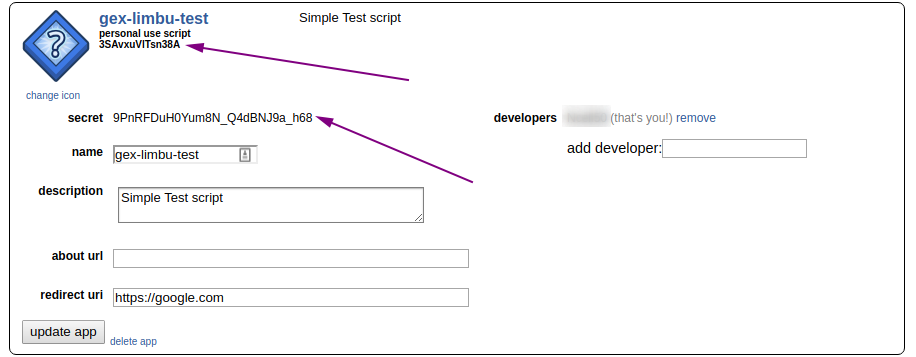 gex-limbu-test
Simple Test script
personal use script
3SAvxuVITsn38A
change icon
secret 9PnRFDuH0Yum8N_Q4dBNJ9a_h68
developers (that's you!) remove
name gex-limbu-test
add developer:
description Simple Test script
about url
redirect uri https://google.com
update app delete app